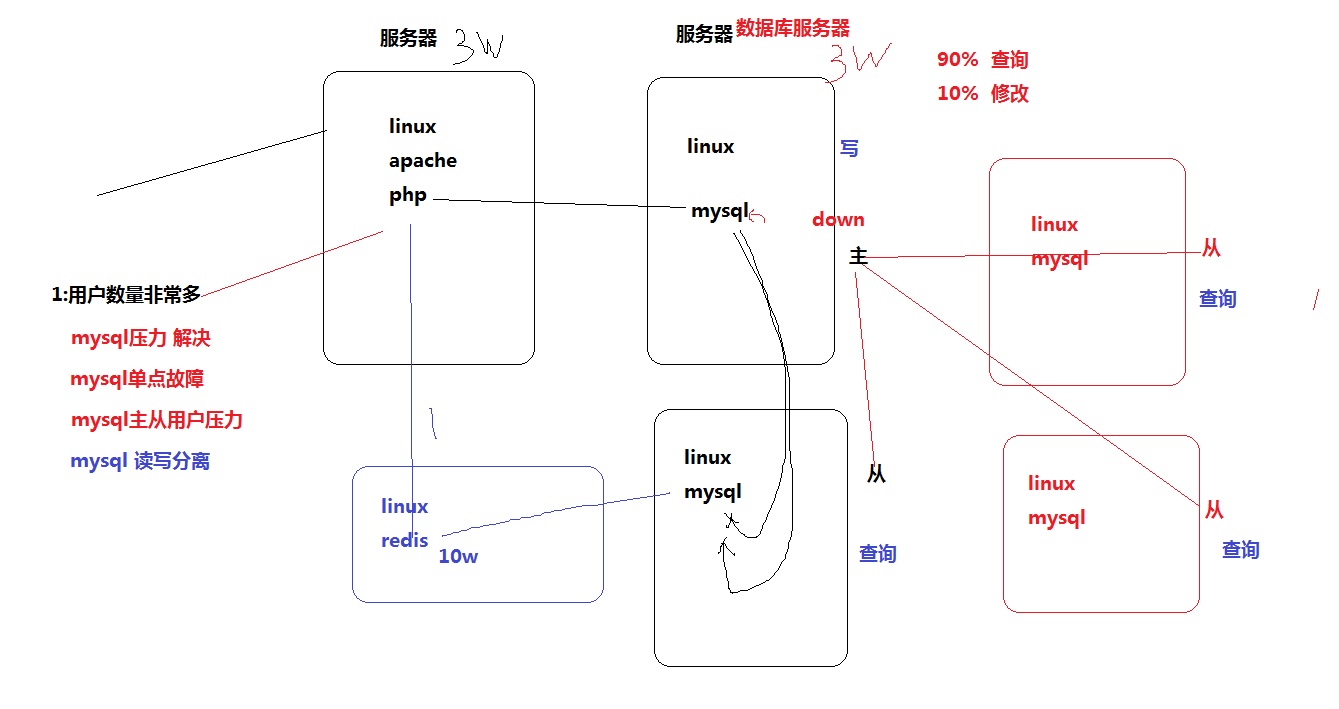 服务器 3W
linux
apache
php
服务器 数据库服务器
3W
linux
mysql
写
down
主
90% 查询
10% 修改
linux
mysql
从
查询
1:用户数量非常多
mysql压力 解决
mysql单点故障
mysql主从用户压力
mysql 读写分离
linux
redis
10w
linux
mysql
从
查询
linux
mysql
从
查询